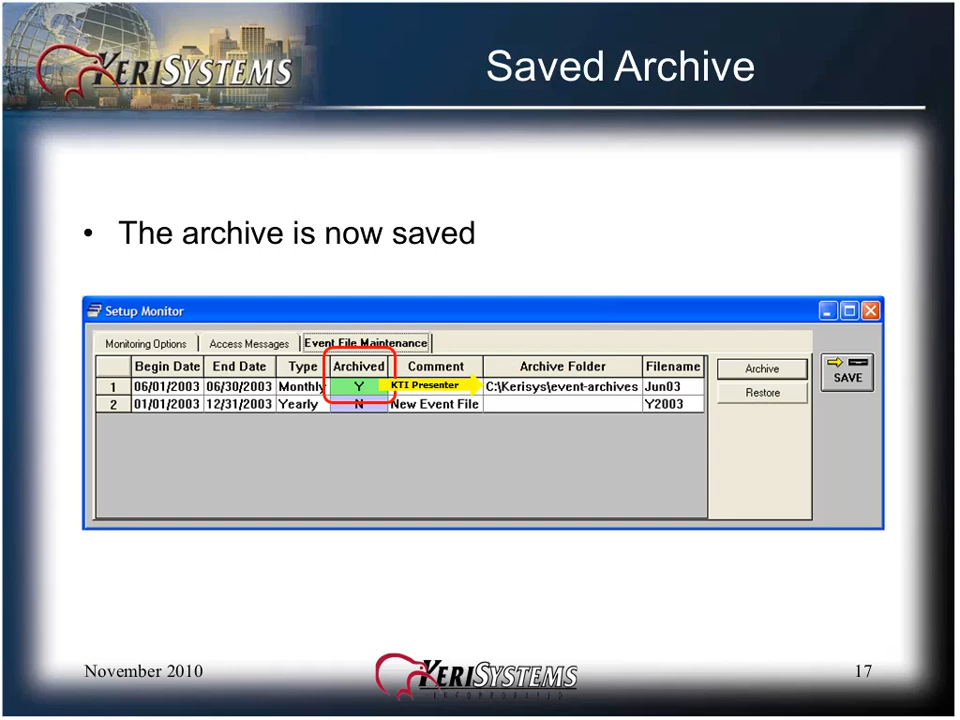 KERISYSTEMS
Saved Archive
• The archive is now saved
Setup Monitor
Monitoring Options Access Messages Event File Maintenance
Begin Date End Date Type Archived Comment Archive Folder Filename
1 06/01/2003 06/30/2003 Monthly Y KTI Presenter C:\Kerisys\event-archives Jun03
2 01/01/2003 12/31/2003 Yearly N New Event File Y2003
Archive
Restore
SAVE
November 2010
KERISYSTEMS
INCORPORATED
17